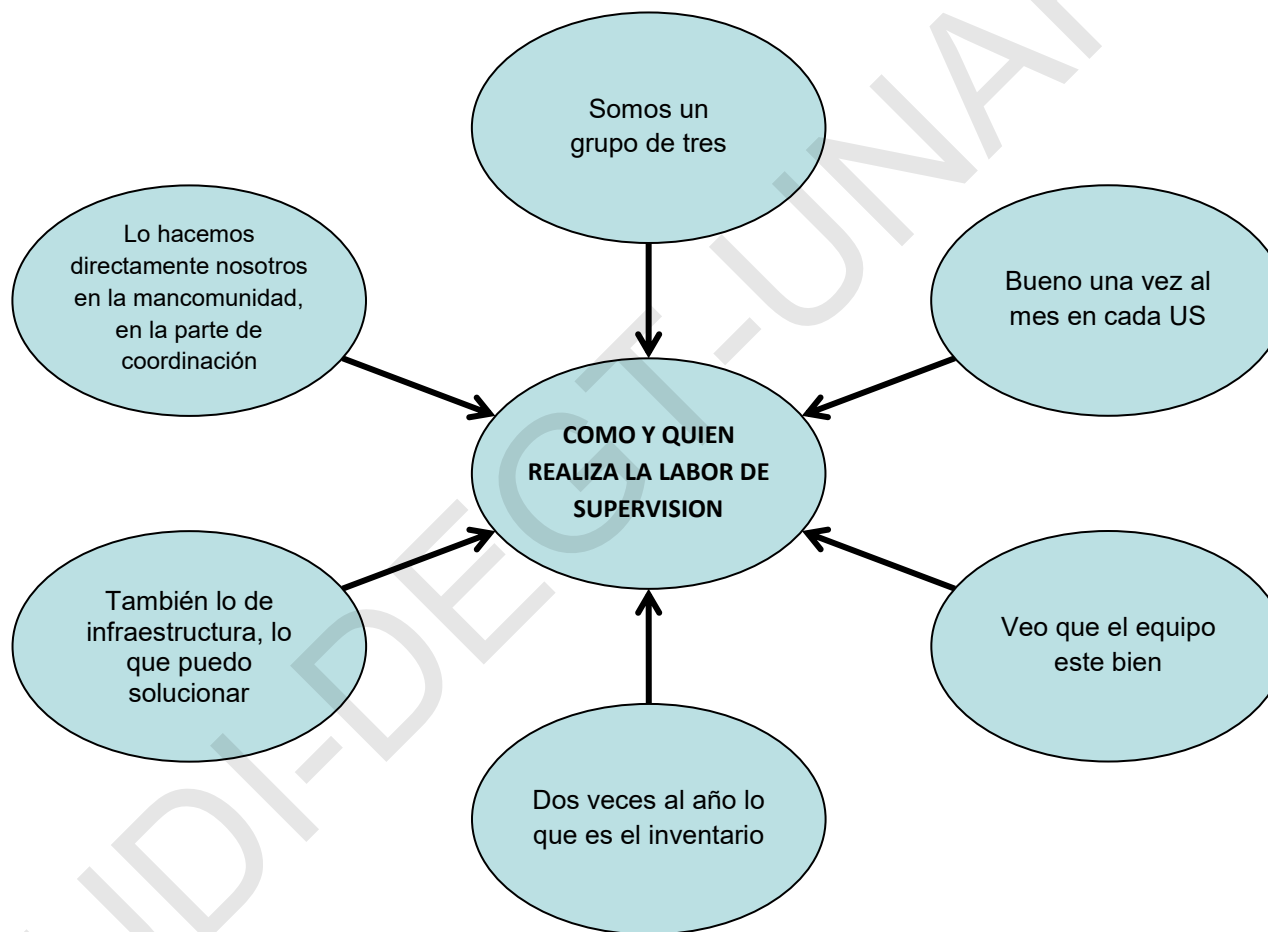 Somos un
grupo de tres
Lo hacemos
directamente nosotros
en la mancomunidad,
en la parte de
coordinación
Bueno una vez al
mes en cada US
COMO Y QUIEN
REALIZA LA LABOR DE
SUPERVISION
También lo de
infraestructura, lo
que puedo
solucionar
Veo que el equipo
este bien
Dos veces al año lo
que es el inventario
UDI-DEGT-UNAH